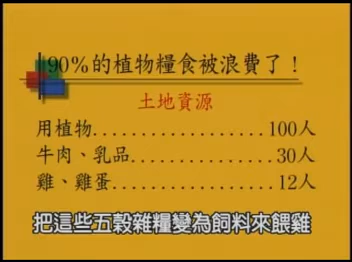 90%的植物糧食被浪費了！
土地資源
用植物..................100人
牛肉、乳品...............30人
雞、雞蛋.................12人
把這些五穀雜糧變為飼料來餵雞